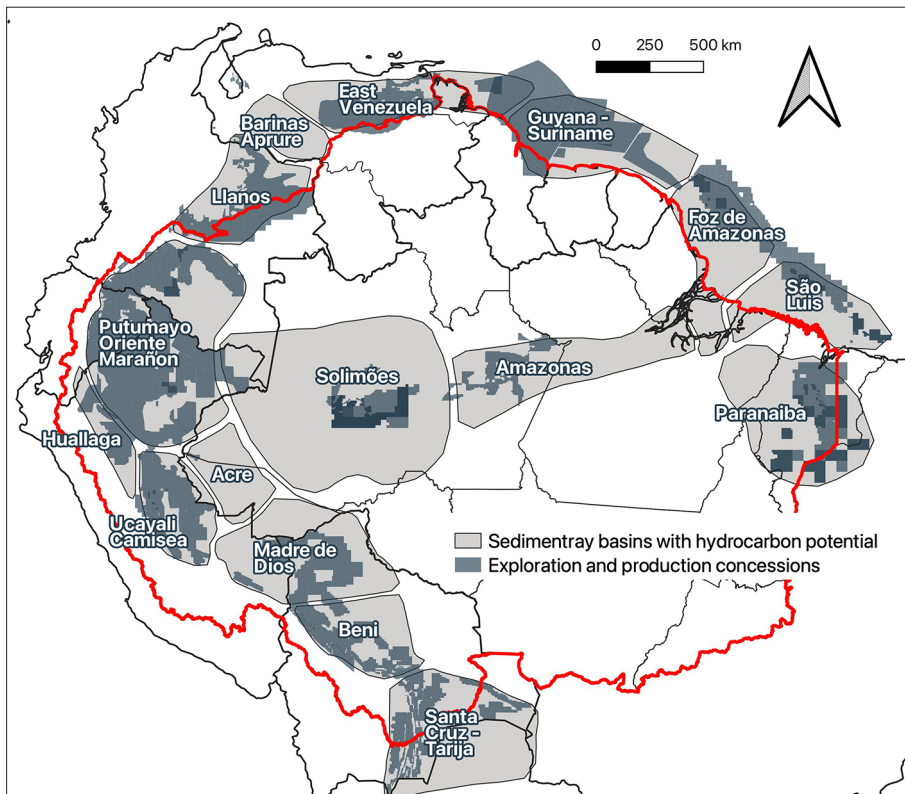 0 250 500 km
East
Venezuela
Guyana -
Suriname
Barinas
Aprure
Llanos
Foz de
Amazonas
São
Lüis
Putumayo
Oriente
Marañon
Solimões
Amazonas
Paranaiba
Huallaga
Acre
Ucayali
Camisea
Madre de
Dios
Sedimentray basins with hydrocarbon potential
Exploration and production concessions
Beni
Santa
Cruz -
Tarija